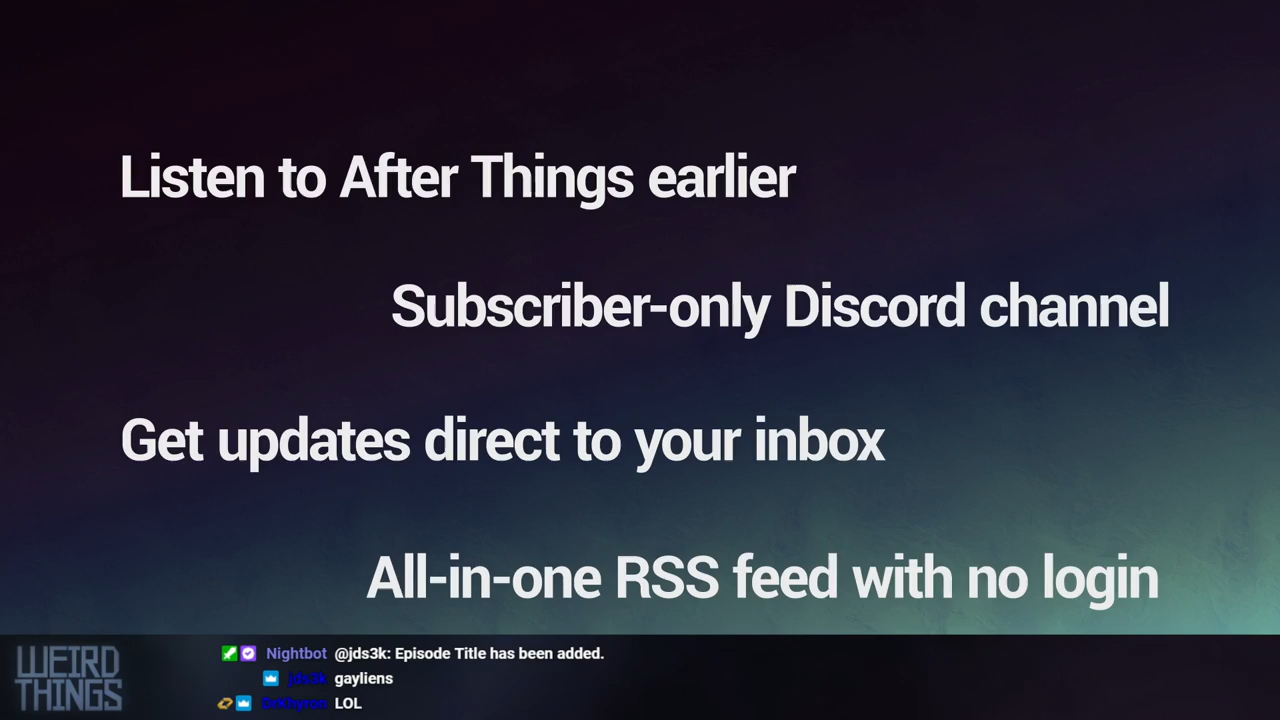 Listen to After Things earlier
Subscriber-only Discord channel
Get updates direct to your inbox
All-in-one RSS feed with no login
WEIRD
THINGS
Nightbot @jds3k: Episode Title has been added.
jds3k gayliens
DrKhyron LOL